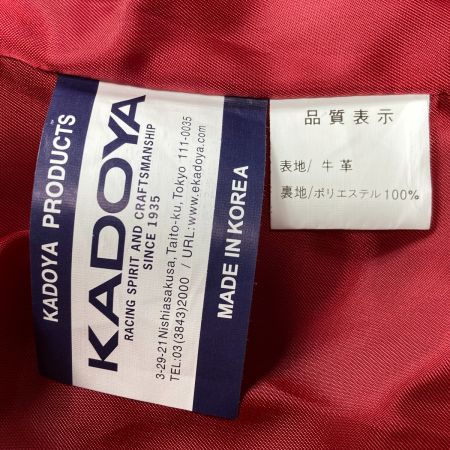 KADOYA PRODUCTS
KADOYA
RACING SPIRIT AND CRAFTSMANSHIP
SINCE 1935
3-29-21 Nishiasakusa, Taito-ku, Tokyo 111-0035
TEL:03(3843)2000 / URL:www.ekadoya.com
MADE IN KOREA
品質表示
表地/牛革
裏地/ポリエステル100%